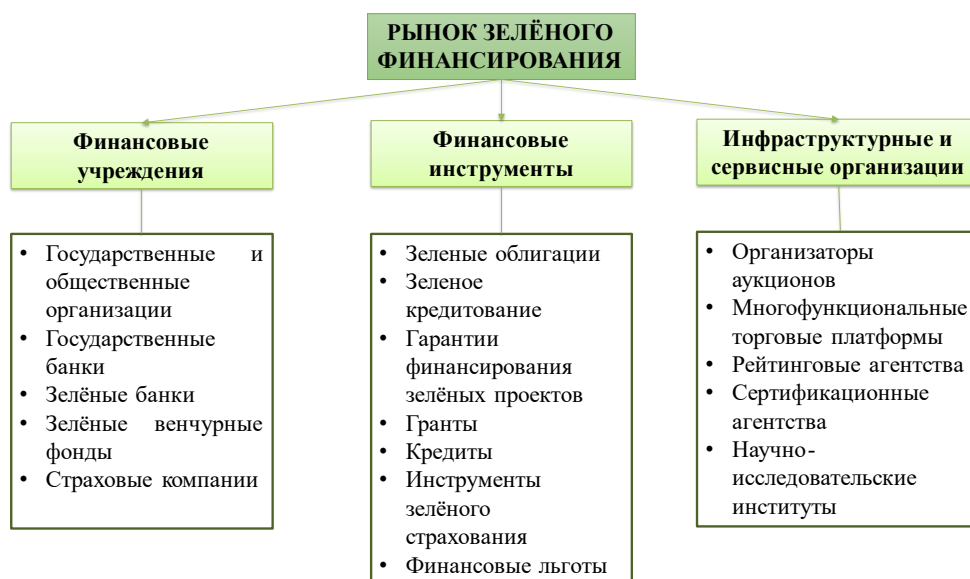 РЫНОК ЗЕЛЁНОГО
ФИНАНСИРОВАНИЯ
Финансовые
учреждения
• Государственные и
общественные
организации
• Государственные
банки
• Зелёные банки
• Зелёные венчурные
фонды
• Страховые компании
Финансовые
инструменты
• Зеленые облигации
• Зеленое
кредитование
• Гарантии
финансирования
зелёных проектов
• Гранты
• Кредиты
• Инструменты
зелёного
страхования
• Финансовые льготы
Инфраструктурные и
сервисные организации
• Организаторы
аукционов
• Многофункциональные
торговые платформы
• Рейтинговые агентства
• Сертификационные
агентства
• Научно-
исследовательские
институты